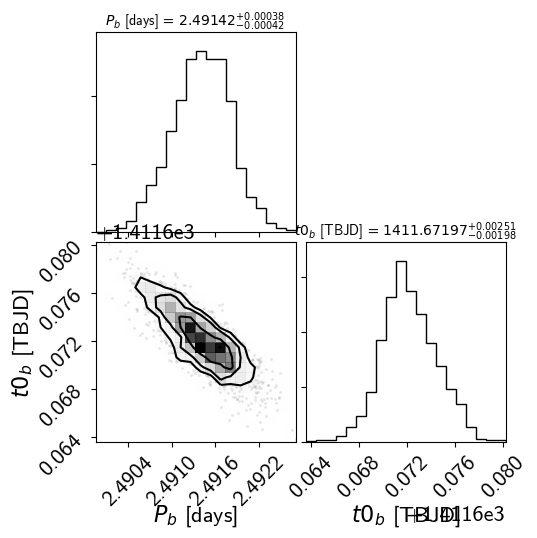 P_b [days] = 2.49142^{+0.00038}_{-0.00042}
+1.4116e3
t0_b [TBJD] = 1411.67197^{+0.00251}_{-0.00198}
0.080
0.076
0.072
0.068
0.064
t0_b [TBJD]
2.4904 2.4910 2.4916 2.4922
P_b [days]
0.064 0.068 0.072 0.076 0.080
t0_b [TBJD]
+1.4116e3